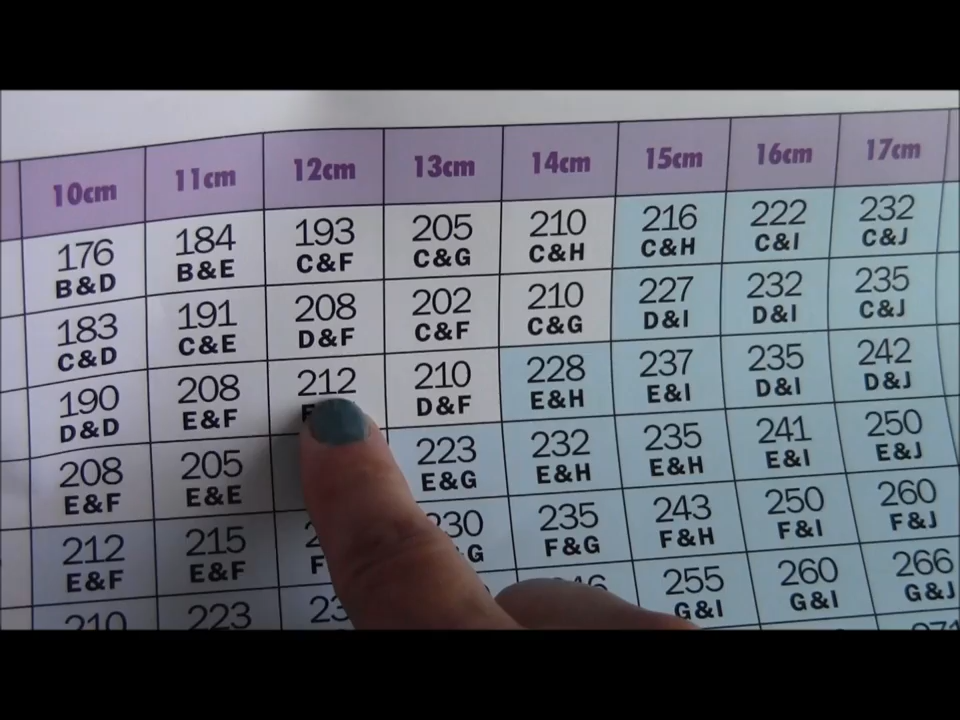 10cm 11cm 12cm 13cm 14cm 15cm 16cm 17cm
176 184 193 205 210 216 222 232
B&D B&E C&F C&G C&H C&H C&I C&J
183 191 208 202 210 227 232 235
C&D C&E D&F C&F C&G D&I D&I C&J
190 208 212 210 228 237 235 242
D&D E&F D&F E&H E&I D&I D&J
208 205 223 232 235 241 250
E&F E&E E&G E&H E&H E&I E&J
212 215 235 243 250 260
E&F E&F F&G F&H F&I F&J
210 223 255 260 266
G&I G&I G&J